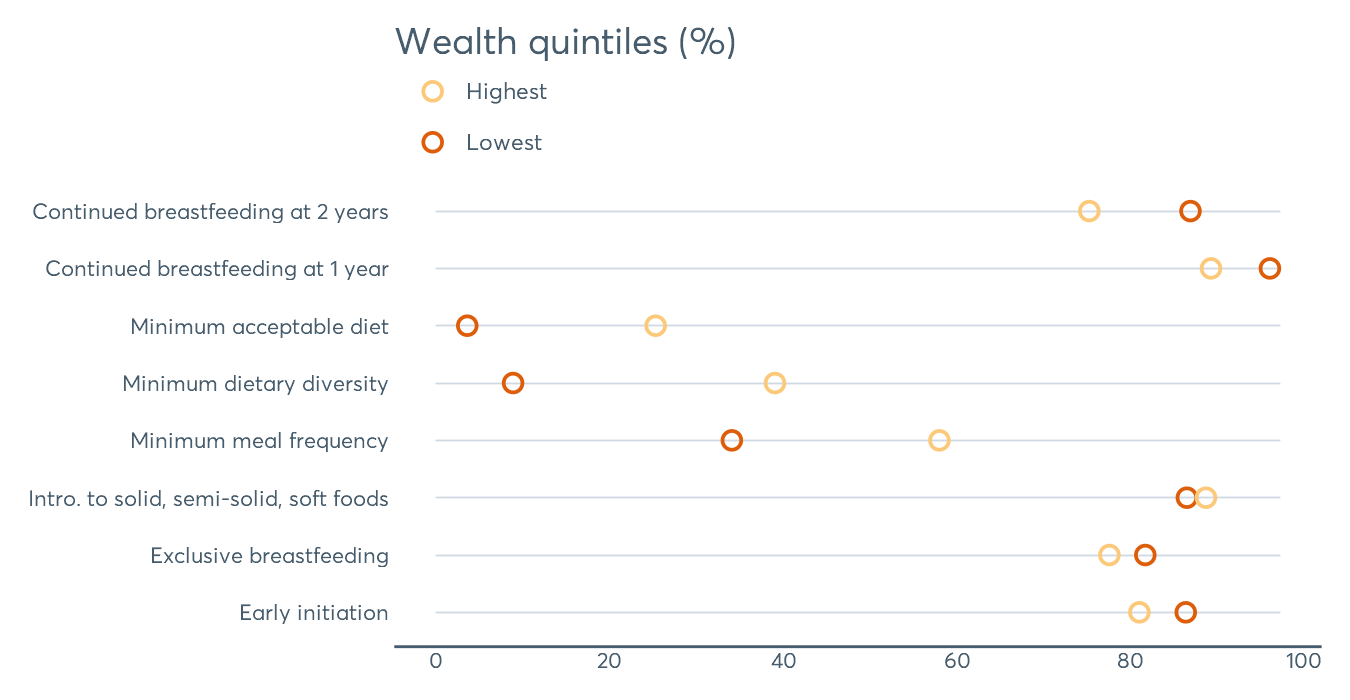 Wealth quintiles (%)
Highest
Lowest
Continued breastfeeding at 2 years
Continued breastfeeding at 1 year
Minimum acceptable diet
Minimum dietary diversity
Minimum meal frequency
Intro. to solid, semi-solid, soft foods
Exclusive breastfeeding
Early initiation
0 20 40 60 80 100